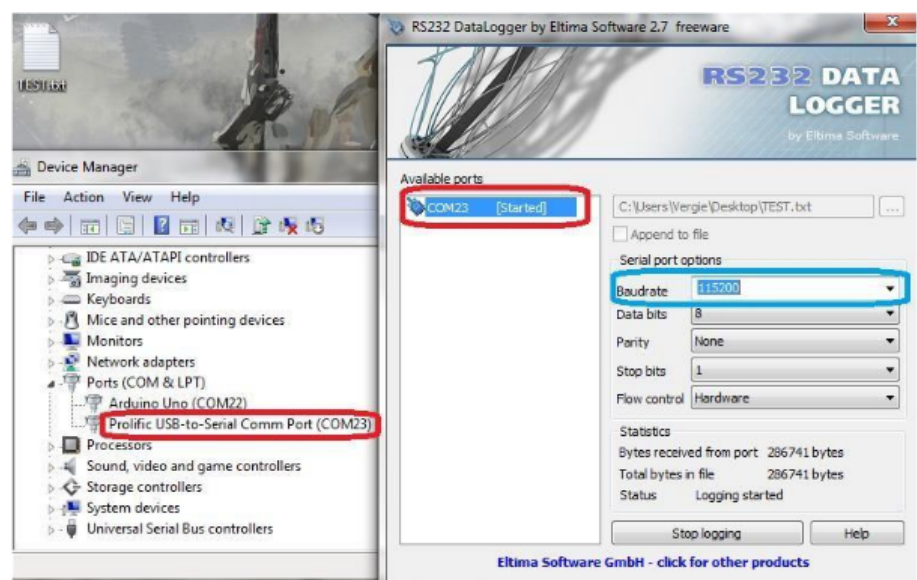 TEST.txt
Device Manager
File Action View Help
IDE ATA/ATAPI controllers
Imaging devices
Keyboards
Mice and other pointing devices
Monitors
Network adapters
Ports (COM & LPT)
Arduino Uno (COM22)
Prolific USB-to-Serial Comm Port (COM23)
Processors
Sound, video and game controllers
Storage controllers
System devices
Universal Serial Bus controllers
RS232 DataLogger by Eltima Software 2.7 freeware
RS232 DATA
LOGGER
by Eltima Software
Available ports
COM23 [Started]
C:\Users\Vergie\Desktop\TEST.txt ...
Append to file
Serial port options
Baudrate 115200
Data bits 8
Parity None
Stop bits 1
Flow control Hardware
Statistics
Bytes received from port 286741 bytes
Total bytes in file 286741 bytes
Status Logging started
Stop logging Help
Eltima Software GmbH - click for other products